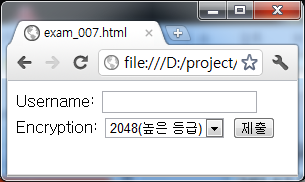 exam_007.html
file:///D:/project/
Username:
Encryption: 2048(높은 등급) 제출